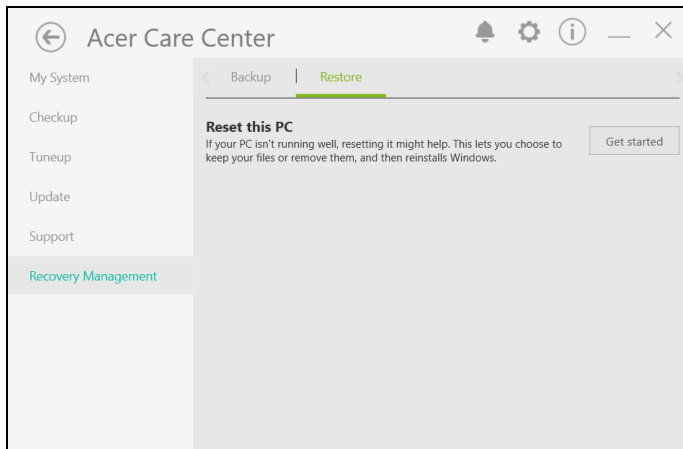 Acer Care Center
My System
Checkup
Tuneup
Update
Support
Recovery Management
Backup
Restore
Reset this PC
If your PC isn't running well, resetting it might help. This lets you choose to
keep your files or remove them, and then reinstalls Windows.
Get started